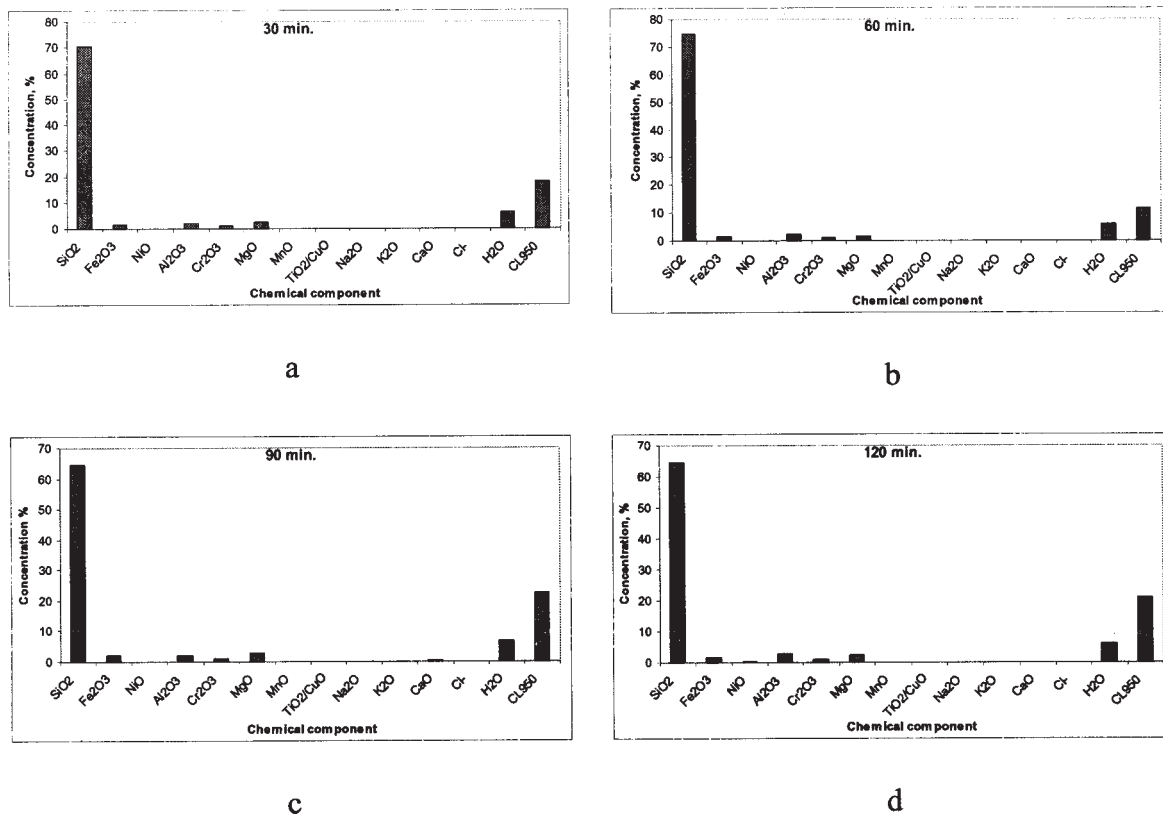 30 min.
Concentration, %
80
70
60
50
40
30
20
10
0
SiO2
Fe2O3
NiO
Al2O3
Cr2O3
MgO
MnO
TiO2/CuO
Na2O
K2O
CaO
Cl-
H2O
CL950
Chemical component
a
60 min.
Concentration, %
80
70
60
50
40
30
20
10
0
SiO2
Fe2O3
NiO
Al2O3
Cr2O3
MgO
MnO
TiO2/CuO
Na2O
K2O
CaO
Cl-
H2O
CL950
Chemical component
b
90 min.
Concentration %
70
60
50
40
30
20
10
0
SiO2
Fe2O3
NiO
Al2O3
Cr2O3
MgO
MnO
TiO2/CuO
Na2O
K2O
CaO
Cl-
H2O
CL950
Chemical component
c
120 min.
Concentration, %
70
60
50
40
30
20
10
0
SiO2
Fe2O3
NiO
Al2O3
Cr2O3
MgO
MnO
TiO2/CuO
Na2O
K2O
CaO
Cl-
H2O
CL950
Chemical component
d